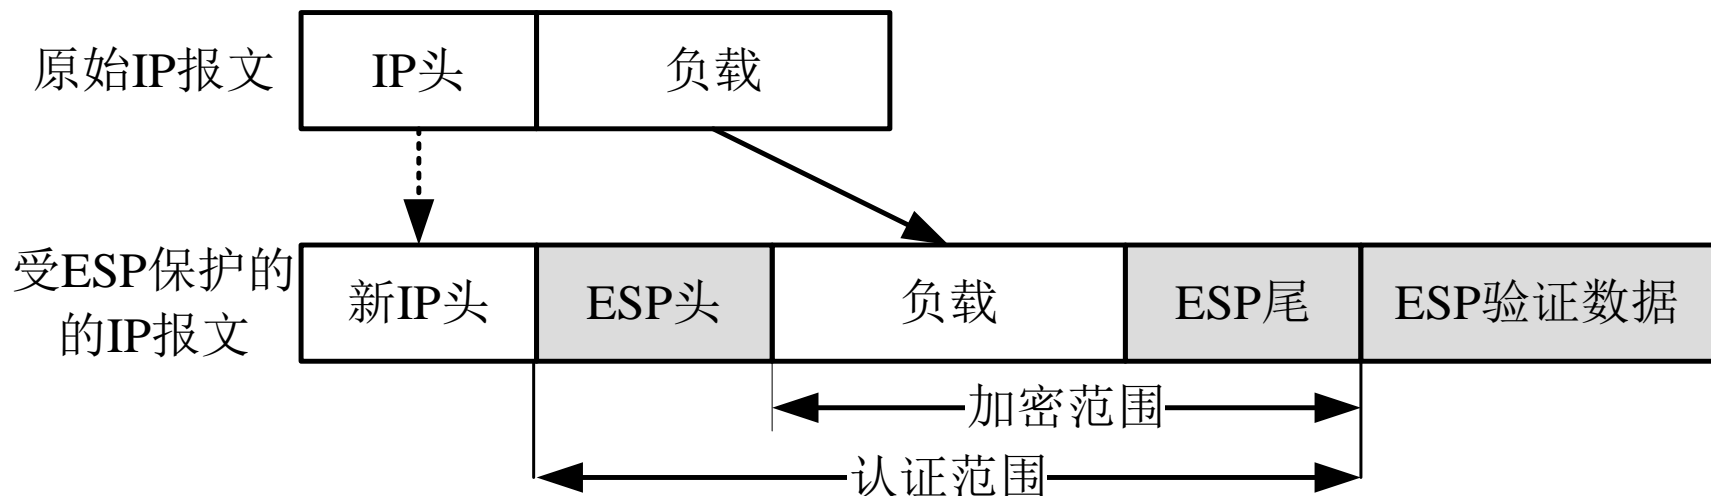 原始IP报文
IP头
负载
受ESP保护的
的IP报文
新IP头
ESP头
负载
ESP尾
ESP验证数据
加密范围
认证范围